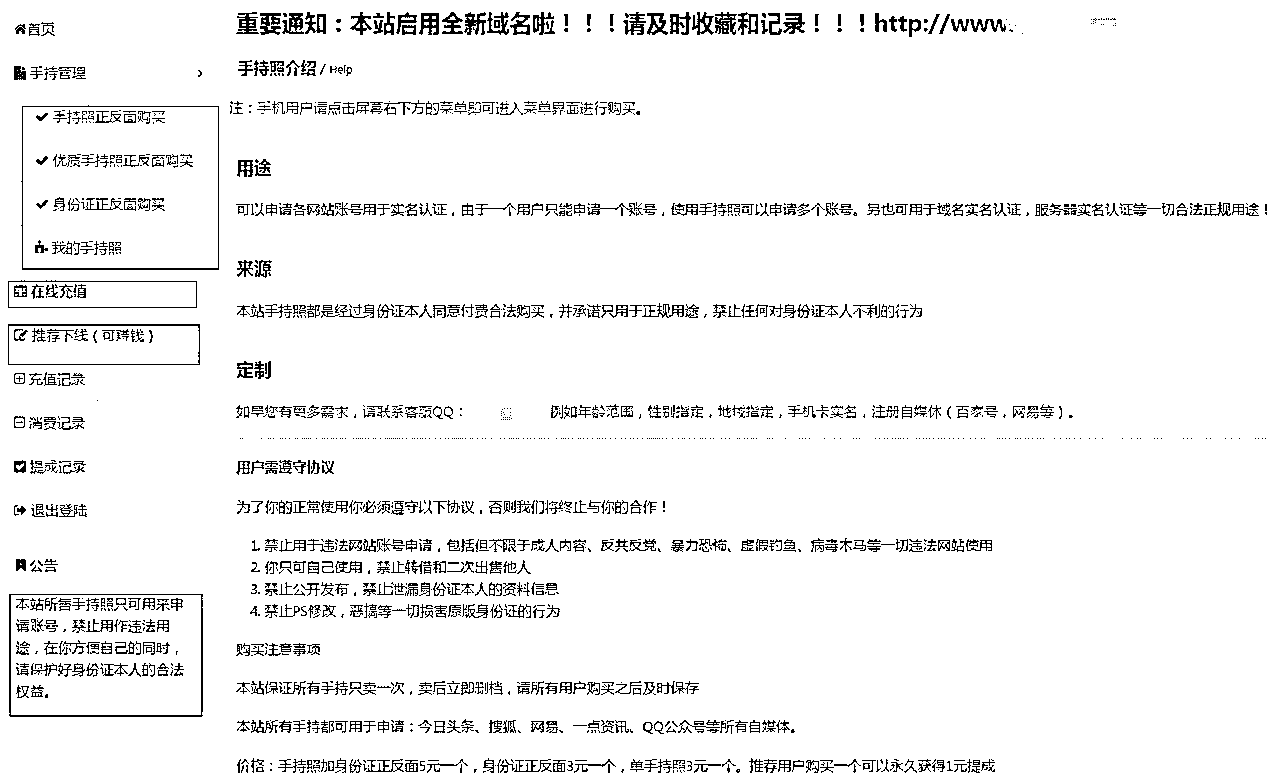 首页
手持管理
手持照正反面购买
优质手持照正反面购买
身份证正反面购买
我的手持照
在线充值
推荐下线（可赚钱）
充值记录
消费记录
提成记录
退出登陆
公告
本站所售手持照只可用来申
请账号，禁止用作违法用
途，在你方便自己的同时，
请保护好身份证本人的合法
权益。
重要通知：本站启用全新域名啦！！！请及时收藏和记录！！！http://www.
手持照介绍 / Help
注：手机用户请点击屏幕右下方的菜单即可进入菜单界面进行购买。
用途
可以申请各网站账号用于实名认证，由于一个用户只能申请一个账号，使用手持照可以申请多个账号。另也可用于域名实名认证，服务器实名认证等一切合法正规用途！
来源
本站手持照都是经过身份证本人同意付费合法购买，并承诺只用于正规用途，禁止任何对身份证本人不利的行为
定制
如果您有更多需求，请联系客服QQ： 例如年龄范围，性别指定，地域指定，手机卡实名，注册自媒体（百家号，网易等）。
用户需遵守协议
为了你的正常使用你必须遵守以下协议，否则我们将终止与你的合作！
1. 禁止用于违法网站账号申请，包括但不限于成人内容、反共反党、暴力恐怖、虚假钓鱼、病毒木马等一切违法网站使用
2. 你只可自己使用，禁止转借和二次出售他人
3. 禁止公开发布，禁止泄漏身份证本人的资料信息
4. 禁止PS修改，恶搞等一切损害原版身份证的行为
购买注意事项
本站保证所有手持只卖一次，卖后立即删档，请所有用户购买之后及时保存
本站所有手持都可用于申请：今日头条、搜狐、网易、一点资讯、QQ公众号等所有自媒体。
价格：手持照加身份证正反面5元一个，身份证正反面3元一个，单手持照3元一个。推荐用户购买一个可以永久获得1元提成